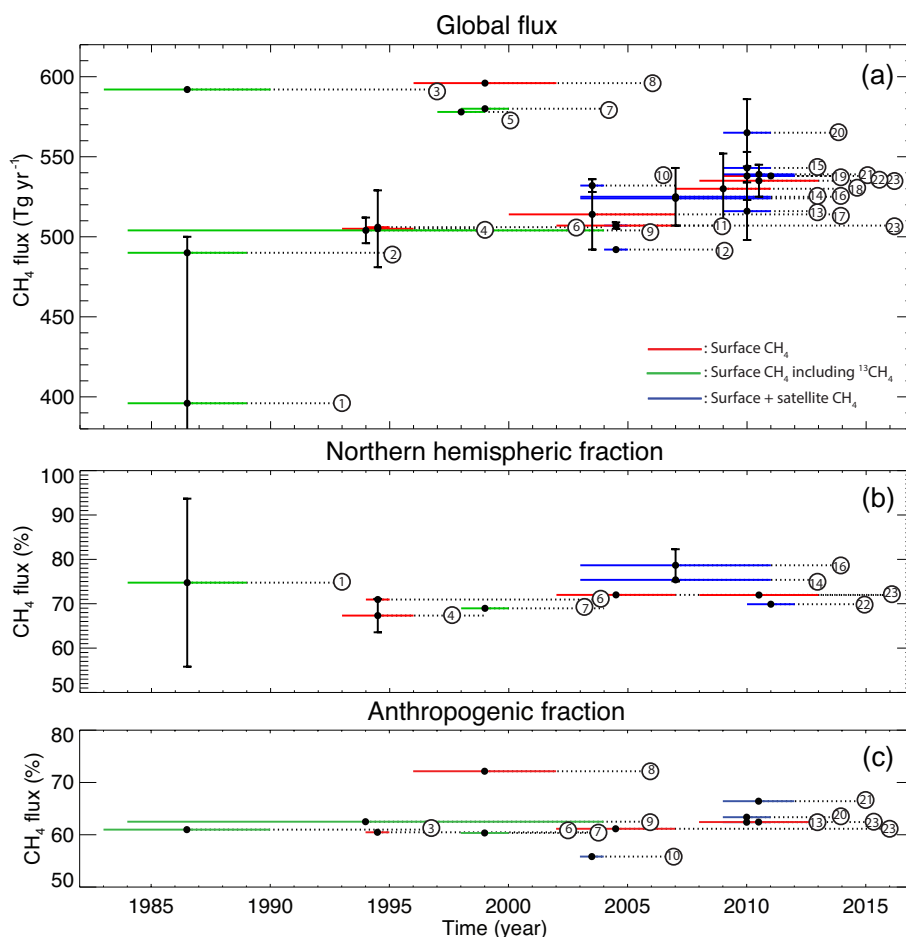 Global flux
(a)
CH₄ flux (Tg yr⁻¹)
600
550
500
450
400
8
3
7
5
20
10
15
19 21 22 23
18
14 16
13 17
4 6 9 11 23
2
12
1
: Surface CH₄
: Surface CH₄ including ¹³CH₄
: Surface + satellite CH₄
Northern hemispheric fraction
(b)
CH₄ flux (%)
100
90
80
70
60
50
16
1
14
6
23
7
22
4
Anthropogenic fraction
(c)
CH₄ flux (%)
80
70
60
50
8
21
20
9 13 23
3 6 7 23
10
1985 1990 1995 2000 2005 2010 2015
Time (year)